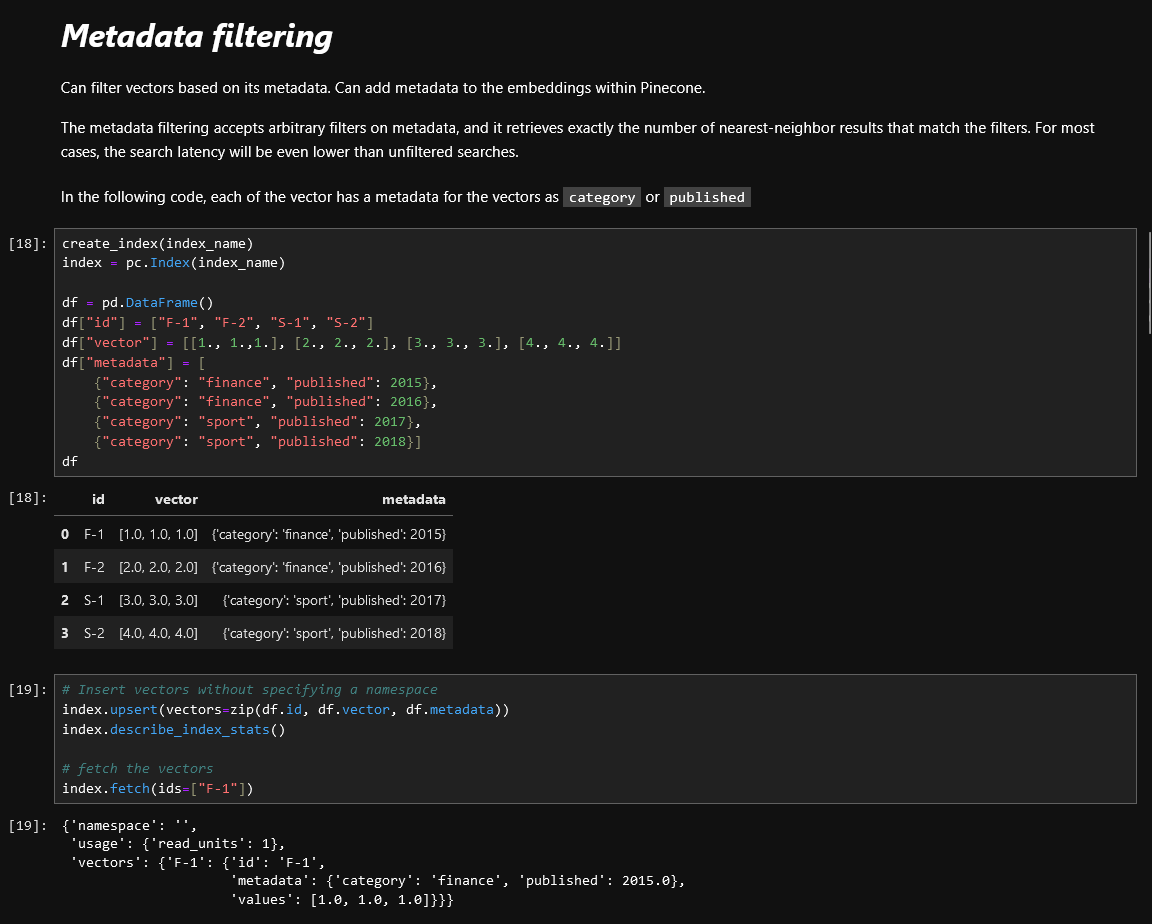 Metadata filtering
Can filter vectors based on its metadata. Can add metadata to the embeddings within Pinecone.
The metadata filtering accepts arbitrary filters on metadata, and it retrieves exactly the number of nearest-neighbor results that match the filters. For most
cases, the search latency will be even lower than unfiltered searches.
In the following code, each of the vector has a metadata for the vectors as category or published
[18]: create_index(index_name)
index = pc.Index(index_name)
df = pd.DataFrame()
df["id"] = ["F-1", "F-2", "S-1", "S-2"]
df["vector"] = [[1., 1.,1.], [2., 2., 2.], [3., 3., 3.], [4., 4., 4.]]
df["metadata"] = [
    {"category": "finance", "published": 2015},
    {"category": "finance", "published": 2016},
    {"category": "sport", "published": 2017},
    {"category": "sport", "published": 2018}]
df
[18]: id vector metadata
0 F-1 [1.0, 1.0, 1.0] {'category': 'finance', 'published': 2015}
1 F-2 [2.0, 2.0, 2.0] {'category': 'finance', 'published': 2016}
2 S-1 [3.0, 3.0, 3.0] {'category': 'sport', 'published': 2017}
3 S-2 [4.0, 4.0, 4.0] {'category': 'sport', 'published': 2018}
[19]: # Insert vectors without specifying a namespace
index.upsert(vectors=zip(df.id, df.vector, df.metadata))
index.describe_index_stats()
# fetch the vectors
index.fetch(ids=["F-1"])
[19]: {'namespace': '',
 'usage': {'read_units': 1},
 'vectors': {'F-1': {'id': 'F-1',
                     'metadata': {'category': 'finance', 'published': 2015.0},
                     'values': [1.0, 1.0, 1.0]}}}